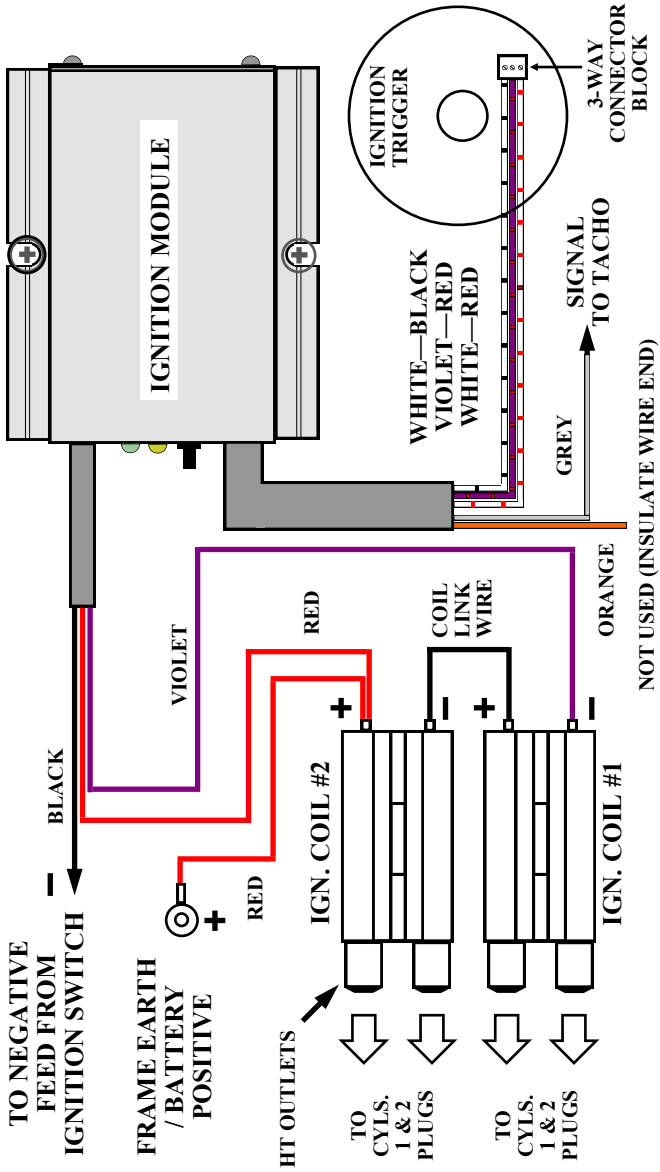 TO NEGATIVE
FEED FROM
IGNITION SWITCH
−
BLACK
FRAME EARTH
/ BATTERY
POSITIVE
+
RED
VIOLET
RED
HT OUTLETS
IGN. COIL #2
+
−
COIL
LINK
WIRE
TO
CYLS.
1 & 2
PLUGS
IGN. COIL #1
+
−
TO
CYLS.
1 & 2
PLUGS
IGNITION MODULE
WHITE—BLACK
VIOLET—RED
WHITE—RED
IGNITION
TRIGGER
3-WAY
CONNECTOR
BLOCK
GREY
SIGNAL
TO TACHO
ORANGE
NOT USED (INSULATE WIRE END)